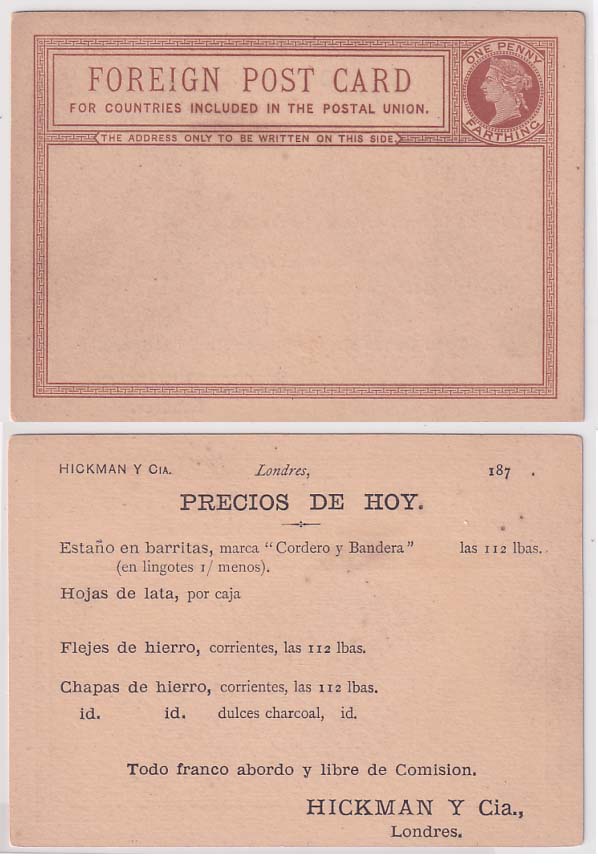 FOREIGN POST CARD
FOR COUNTRIES INCLUDED IN THE POSTAL UNION.
ONE PENNY
FARTHING
THE ADDRESS ONLY TO BE WRITTEN ON THIS SIDE.
HICKMAN Y CIA. Londres, 187 .
PRECIOS DE HOY.
Estaño en barritas, marca “Cordero y Bandera” las 112 lbas.
(en lingotes 1/ menos).
Hojas de lata, por caja
Flejes de hierro, corrientes, las 112 lbas.
Chapas de hierro, corrientes, las 112 lbas.
id. id. dulces charcoal, id.
Todo franco abordo y libre de Comision.
HICKMAN Y Cia.,
Londres.